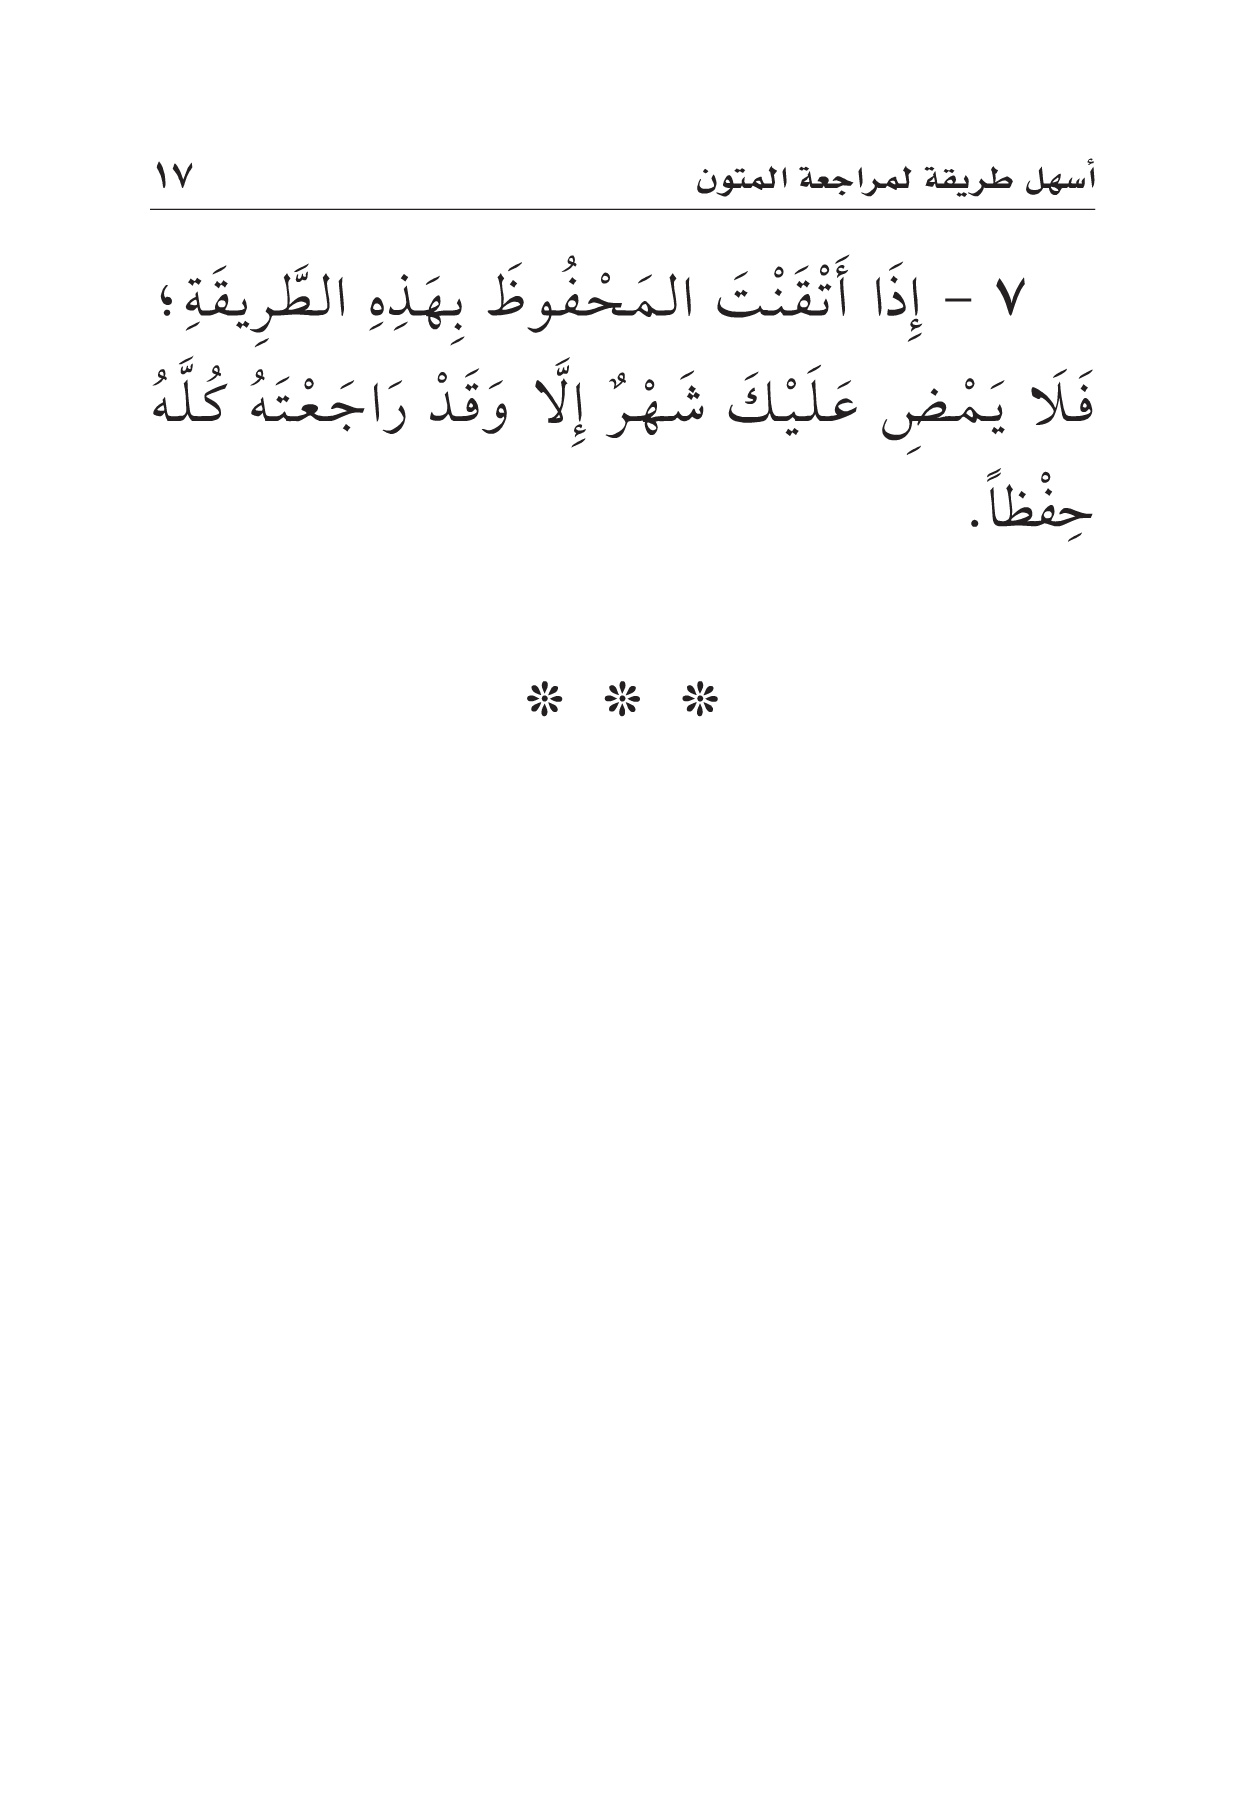 أسهل طريقة لمراجعة المتون ١٧
٧ – إِذَا أَتْقَنْتَ المَحْفُوظَ بِهَذِهِ الطَّرِيقَةِ؛
فَلَا يَمْضِ عَلَيْكَ شَهْرٌ إِلَّا وَقَدْ رَاجَعْتَهُ كُلَّهُ
حِفْظاً.